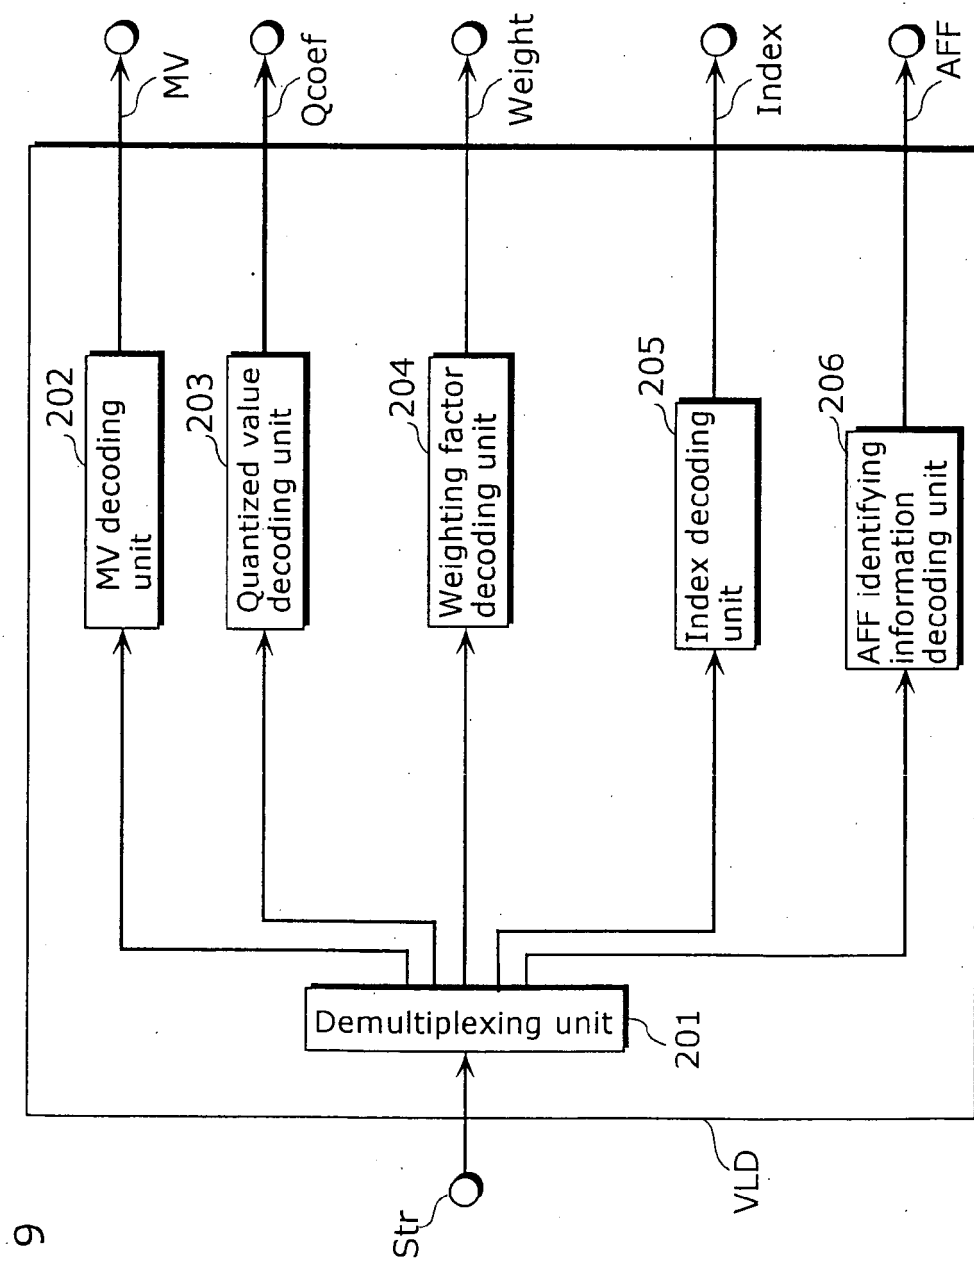 9
Str
VLD
Demultiplexing unit
201
MV decoding
unit
202
MV
Quantized value
decoding unit
203
Qcoef
Weighting factor
decoding unit
204
Weight
Index decoding
unit
205
Index
AFF identifying
information
decoding unit
206
AFF